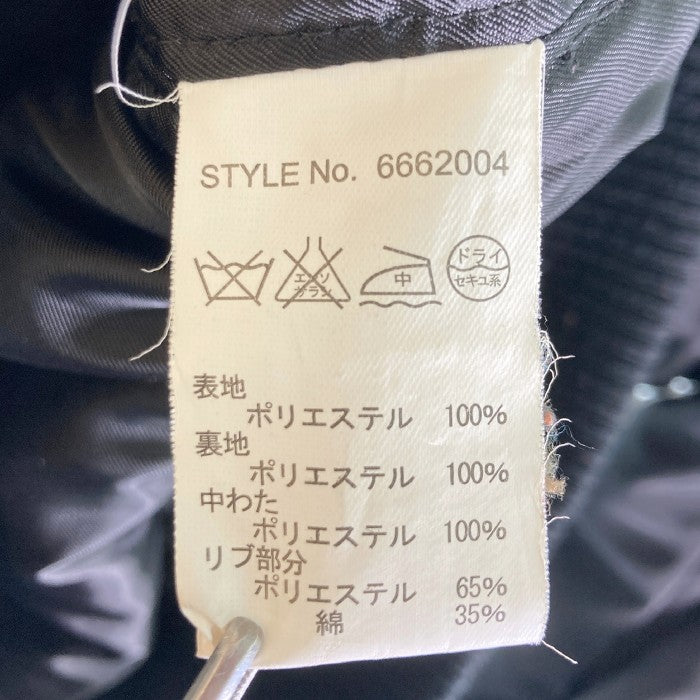 STYLE No. 6662004
エンソ サラシ 中 ドライ セキユ系
表地
ポリエステル 100%
裏地
ポリエステル 100%
中わた
ポリエステル 100%
リブ部分
ポリエステル 65%
綿 35%